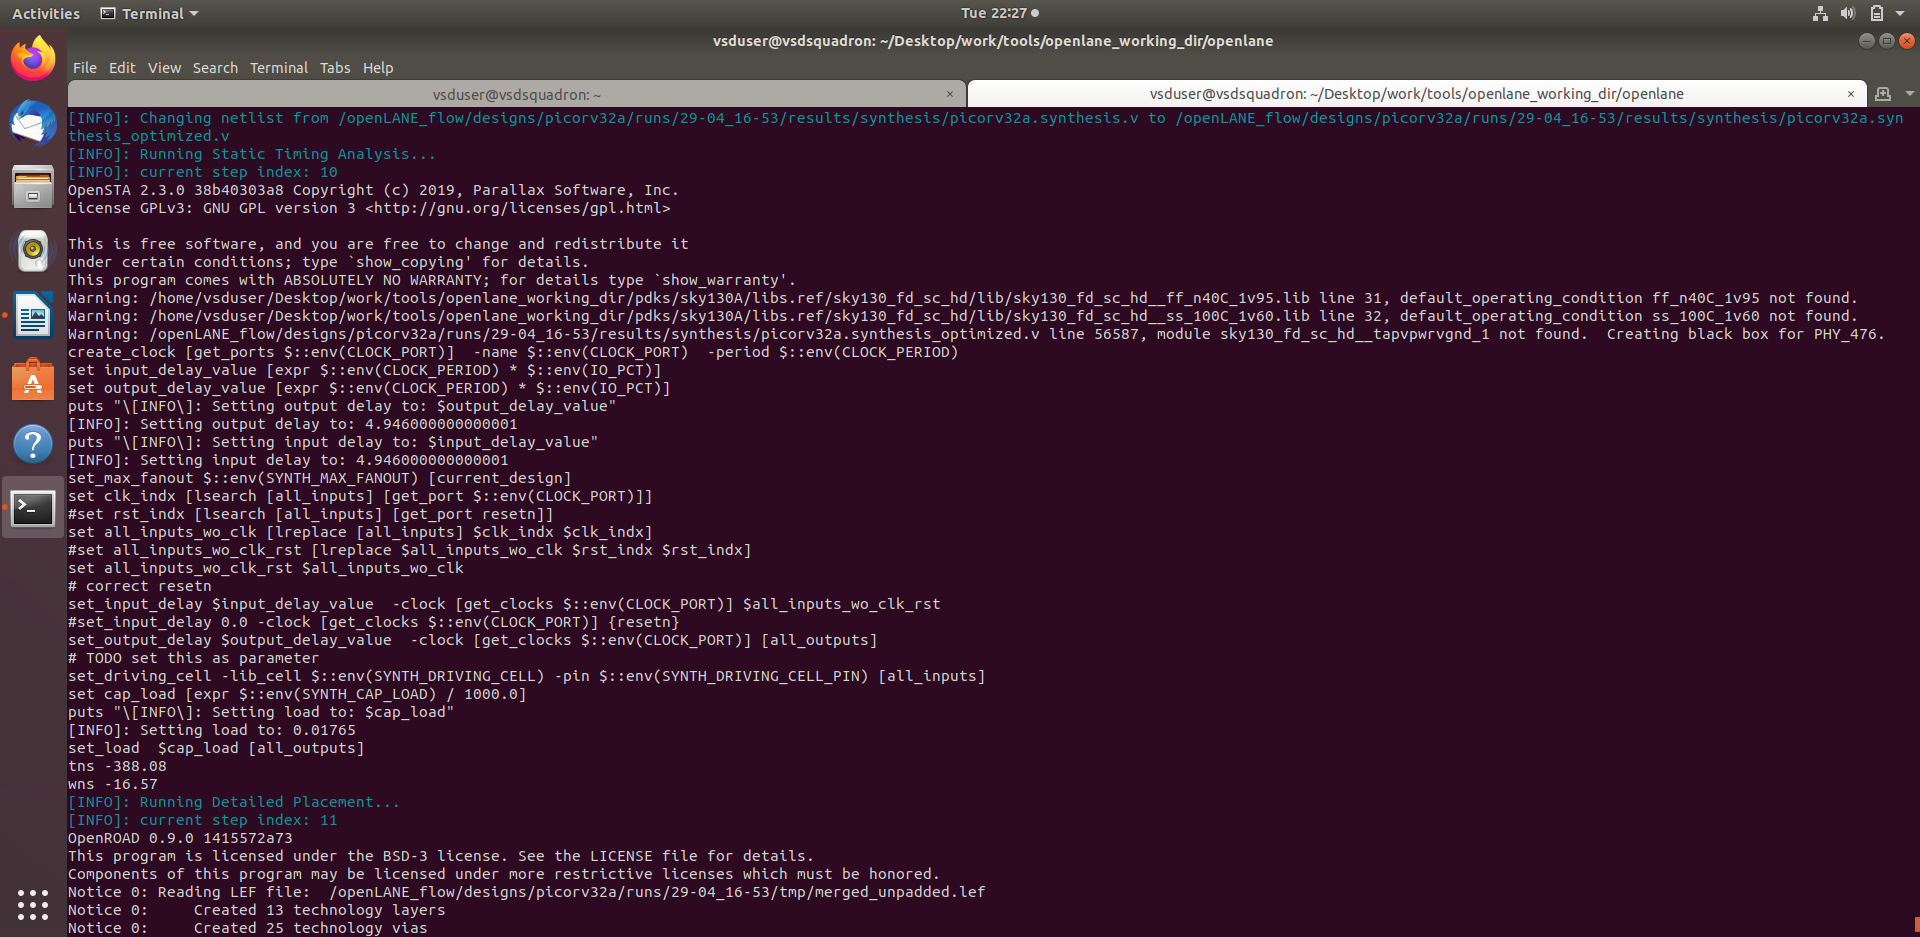 Activities
Terminal
Tue 22:27
vsduser@vsdsquadron: ~/Desktop/work/tools/openlane_working_dir/openlane
File Edit View Search Terminal Tabs Help
vsduser@vsdsquadron: ~
vsduser@vsdsquadron: ~/Desktop/work/tools/openlane_working_dir/openlane
[INFO]: Changing netlist from /openLANE_flow/designs/picorv32a/runs/29-04_16-53/results/synthesis/picorv32a.synthesis.v to /openLANE_flow/designs/picorv32a/runs/29-04_16-53/results/synthesis/picorv32a.syn
thesis_optimized.v
[INFO]: Running Static Timing Analysis...
[INFO]: current step index: 10
OpenSTA 2.3.0 38b40303a8 Copyright (c) 2019, Parallax Software, Inc.
License GPLv3: GNU GPL version 3 <http://gnu.org/licenses/gpl.html>
This is free software, and you are free to change and redistribute it
under certain conditions; type `show_copying' for details.
This program comes with ABSOLUTELY NO WARRANTY; for details type `show_warranty'.
Warning: /home/vsduser/Desktop/work/tools/openlane_working_dir/pdks/sky130A/libs.ref/sky130_fd_sc_hd/lib/sky130_fd_sc_hd__ff_n40C_1v95.lib line 31, default_operating_condition ff_n40C_1v95 not found.
Warning: /home/vsduser/Desktop/work/tools/openlane_working_dir/pdks/sky130A/libs.ref/sky130_fd_sc_hd/lib/sky130_fd_sc_hd__ss_100C_1v60.lib line 32, default_operating_condition ss_100C_1v60 not found.
Warning: /openLANE_flow/designs/picorv32a/runs/29-04_16-53/results/synthesis/picorv32a.synthesis_optimized.v line 56587, module sky130_fd_sc_hd__tapvpwrvgnd_1 not found.  Creating black box for PHY_476.
create_clock [get_ports $::env(CLOCK_PORT)]  -name $::env(CLOCK_PORT)  -period $::env(CLOCK_PERIOD)
set input_delay_value [expr $::env(CLOCK_PERIOD) * $::env(IO_PCT)]
set output_delay_value [expr $::env(CLOCK_PERIOD) * $::env(IO_PCT)]
puts "\[INFO\]: Setting output delay to: $output_delay_value"
[INFO]: Setting output delay to: 4.946000000000001
puts "\[INFO\]: Setting input delay to: $input_delay_value"
[INFO]: Setting input delay to: 4.946000000000001
set_max_fanout $::env(SYNTH_MAX_FANOUT) [current_design]
set clk_indx [lsearch [all_inputs] [get_port $::env(CLOCK_PORT)]]
#set rst_indx [lsearch [all_inputs] [get_port resetn]]
set all_inputs_wo_clk [lreplace [all_inputs] $clk_indx $clk_indx]
#set all_inputs_wo_clk_rst [lreplace $all_inputs_wo_clk $rst_indx $rst_indx]
set all_inputs_wo_clk_rst $all_inputs_wo_clk
# correct resetn
set_input_delay $input_delay_value  -clock [get_clocks $::env(CLOCK_PORT)] $all_inputs_wo_clk_rst
#set_input_delay 0.0 -clock [get_clocks $::env(CLOCK_PORT)] {resetn}
set_output_delay $output_delay_value  -clock [get_clocks $::env(CLOCK_PORT)] [all_outputs]
# TODO set this as parameter
set_driving_cell -lib_cell $::env(SYNTH_DRIVING_CELL) -pin $::env(SYNTH_DRIVING_CELL_PIN) [all_inputs]
set cap_load [expr $::env(SYNTH_CAP_LOAD) / 1000.0]
puts "\[INFO\]: Setting load to: $cap_load"
[INFO]: Setting load to: 0.01765
set_load  $cap_load [all_outputs]
tns -388.08
wns -16.57
[INFO]: Running Detailed Placement...
[INFO]: current step index: 11
OpenROAD 0.9.0 1415572a73
This program is licensed under the BSD-3 license. See the LICENSE file for details.
Components of this program may be licensed under more restrictive licenses which must be honored.
Notice 0: Reading LEF file:  /openLANE_flow/designs/picorv32a/runs/29-04_16-53/tmp/merged_unpadded.lef
Notice 0:     Created 13 technology layers
Notice 0:     Created 25 technology vias